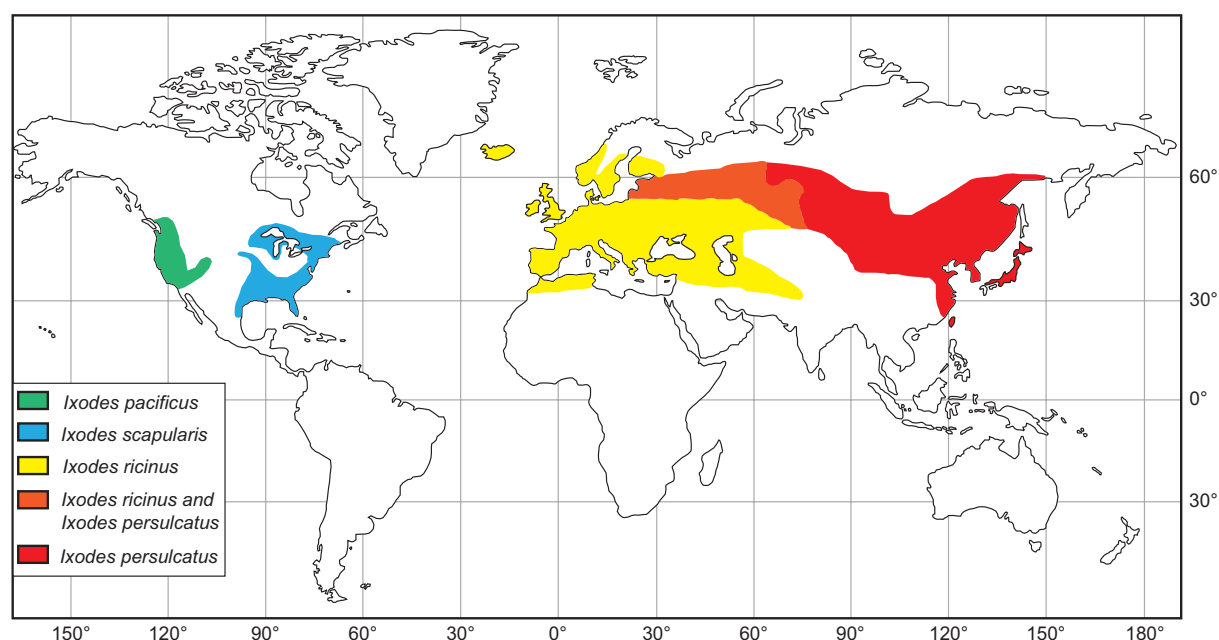 60°
30°
0°
30°
Ixodes pacificus
Ixodes scapularis
Ixodes ricinus
Ixodes ricinus and
Ixodes persulcatus
Ixodes persulcatus
150° 120° 90° 60° 30° 0° 30° 60° 90° 120° 150° 180°